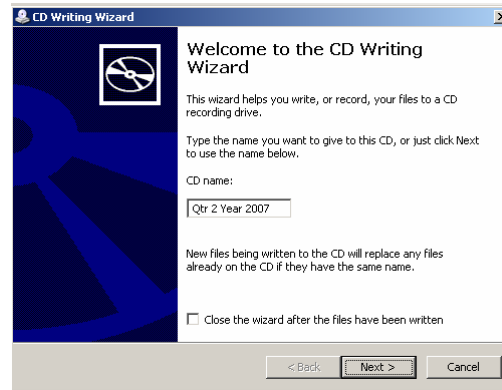 CD Writing Wizard
Welcome to the CD Writing
Wizard
This wizard helps you write, or record, your files to a CD
recording drive.
Type the name you want to give to this CD, or just click Next
to use the name below.
CD name:
Qtr 2 Year 2007
New files being written to the CD will replace any files
already on the CD if they have the same name.
Close the wizard after the files have been written
< Back Next > Cancel